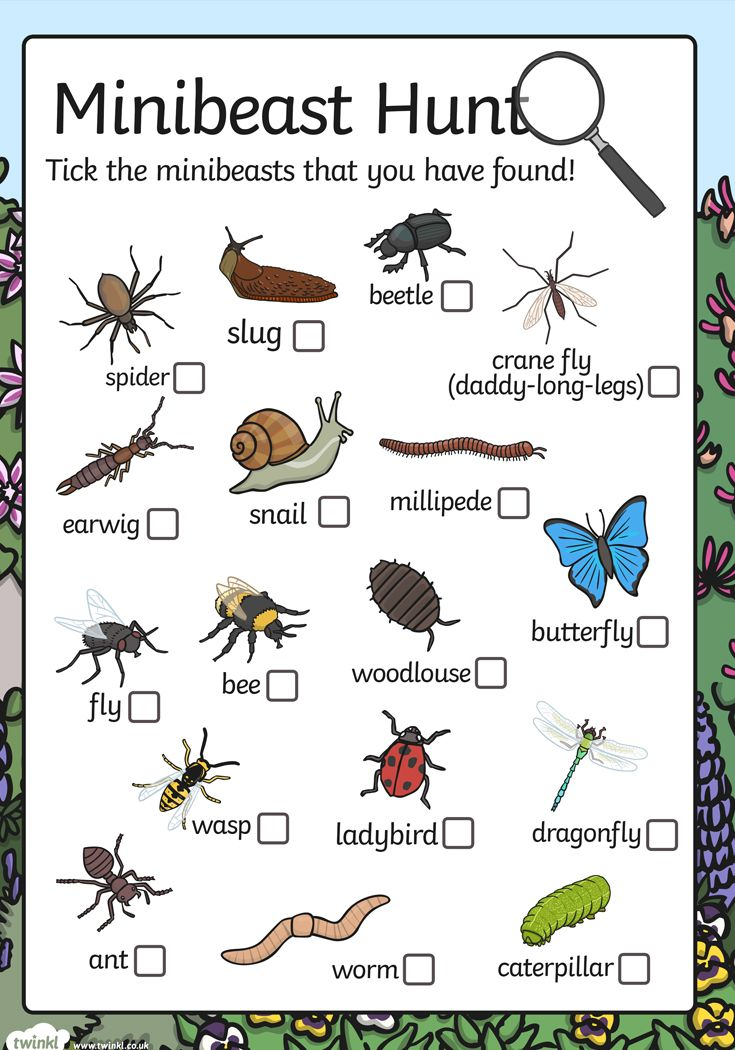 Minibeast Hunt
Tick the minibeasts that you have found!
spider
slug
beetle
crane fly
(daddy-long-legs)
earwig
snail
millipede
butterfly
fly
bee
woodlouse
wasp
ladybird
dragonfly
ant
worm
caterpillar
twinkl
www.twinkl.co.uk